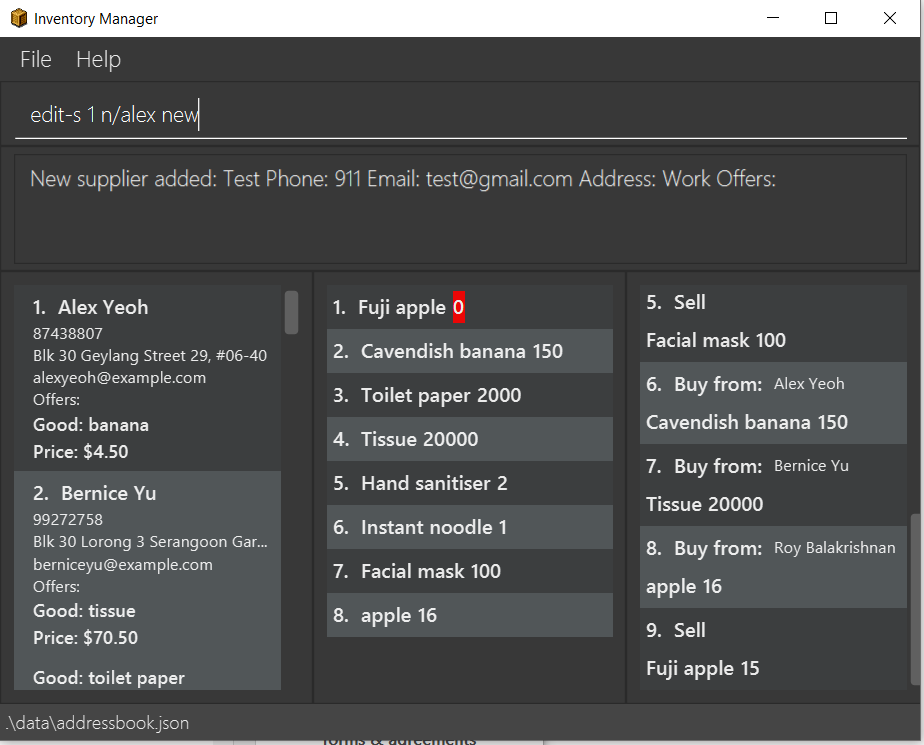 Inventory Manager
File Help
edit-s 1 n/alex new
New supplier added: Test Phone: 911 Email: test@gmail.com Address: Work Offers:
1. Alex Yeoh
87438807
Blk 30 Geylang Street 29, #06-40
alexyeoh@example.com
Offers:
Good: banana
Price: $4.50
2. Bernice Yu
99272758
Blk 30 Lorong 3 Serangoon Gar...
berniceyu@example.com
Offers:
Good: tissue
Price: $70.50
Good: toilet paper
1. Fuji apple 0
2. Cavendish banana 150
3. Toilet paper 2000
4. Tissue 20000
5. Hand sanitiser 2
6. Instant noodle 1
7. Facial mask 100
8. apple 16
5. Sell
Facial mask 100
6. Buy from: Alex Yeoh
Cavendish banana 150
7. Buy from: Bernice Yu
Tissue 20000
8. Buy from: Roy Balakrishnan
apple 16
9. Sell
Fuji apple 15
.\data\addressbook.json